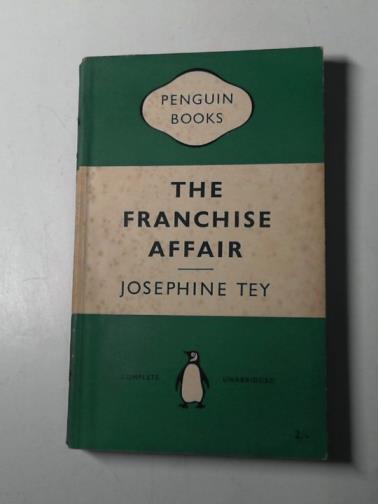 PENGUIN
BOOKS
THE
FRANCHISE
AFFAIR
JOSEPHINE TEY
COMPLETE UNABRIDGED
2/-